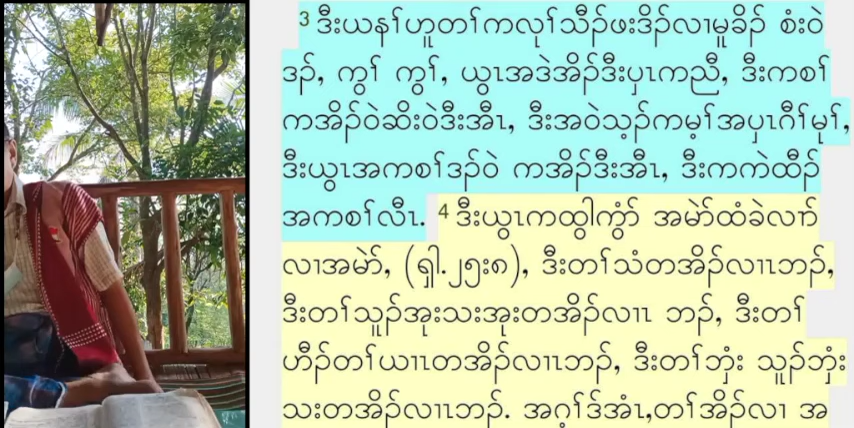 3 ဒီးယနၢ်ဟူတၢ်ကလုၢ်သီၣ်ဖးဒိၣ်လၢမူခိၣ် စံးဝဲ
ဒၣ်, ကွၢ် ကွၢ်, ယွၤအဒဲအိၣ်ဒီးပှၤကညီ, ဒီးကစၢ်
ကအိၣ်ဝဲဆိးဝဲဒီးအီၤ, ဒီးအဝဲသ့ၣ်ကမ့ၢ်အပှၤဂီၢ်မုၢ်,
ဒီးယွၤအကစၢ်ဒၣ်ဝဲ ကအိၣ်ဒီးအီၤ, ဒီးကကဲထီၣ်
အကစၢ်လီၤ. 4 ဒီးယွၤကထွါကွံာ် အမဲာ်ထံခဲလၢာ်
လၢအမဲာ်, (ရှါ.၂၅း၈), ဒီးတၢ်သံတအိၣ်လၢၤဘၣ်,
ဒီးတၢ်သူၣ်အုးသးအုးတအိၣ်လၢၤ ဘၣ်, ဒီးတၢ်
ဟီၣ်တၢ်ယၢၤတအိၣ်လၢၤဘၣ်, ဒီးတၢ်ဘှံး သူၣ်ဘှံး
သးတအိၣ်လၢၤဘၣ်. အဂ့ၢ်ဒ်အံၤ,တၢ်အိၣ်လၢ အ